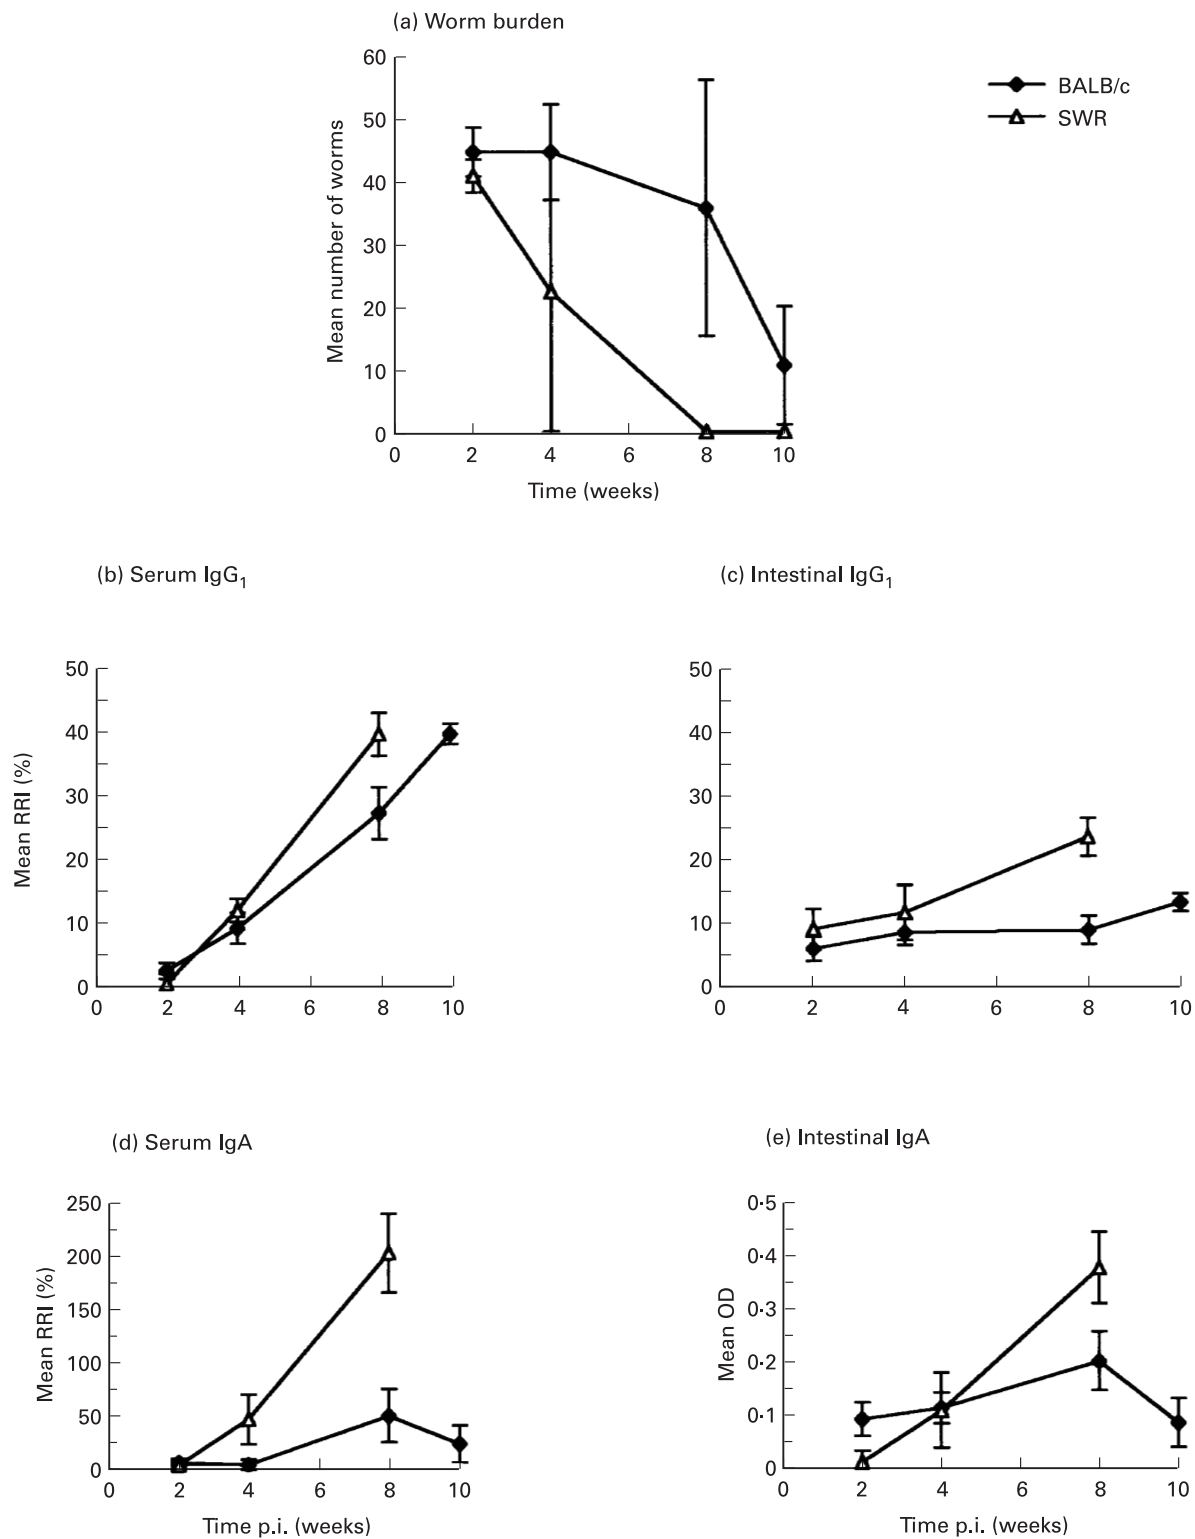 (a) Worm burden
60
50
40
30
20
10
0
Mean number of worms
0 2 4 6 8 10
Time (weeks)
BALB/c
SWR
(b) Serum IgG₁
50
40
30
20
10
0
Mean RRI (%)
0 2 4 6 8 10
(c) Intestinal IgG₁
50
40
30
20
10
0
0 2 4 6 8 10
(d) Serum IgA
250
200
150
100
50
0
Mean RRI (%)
0 2 4 6 8 10
Time p.i. (weeks)
(e) Intestinal IgA
0·5
0·4
0·3
0·2
0·1
0
Mean OD
0 2 4 6 8 10
Time p.i. (weeks)